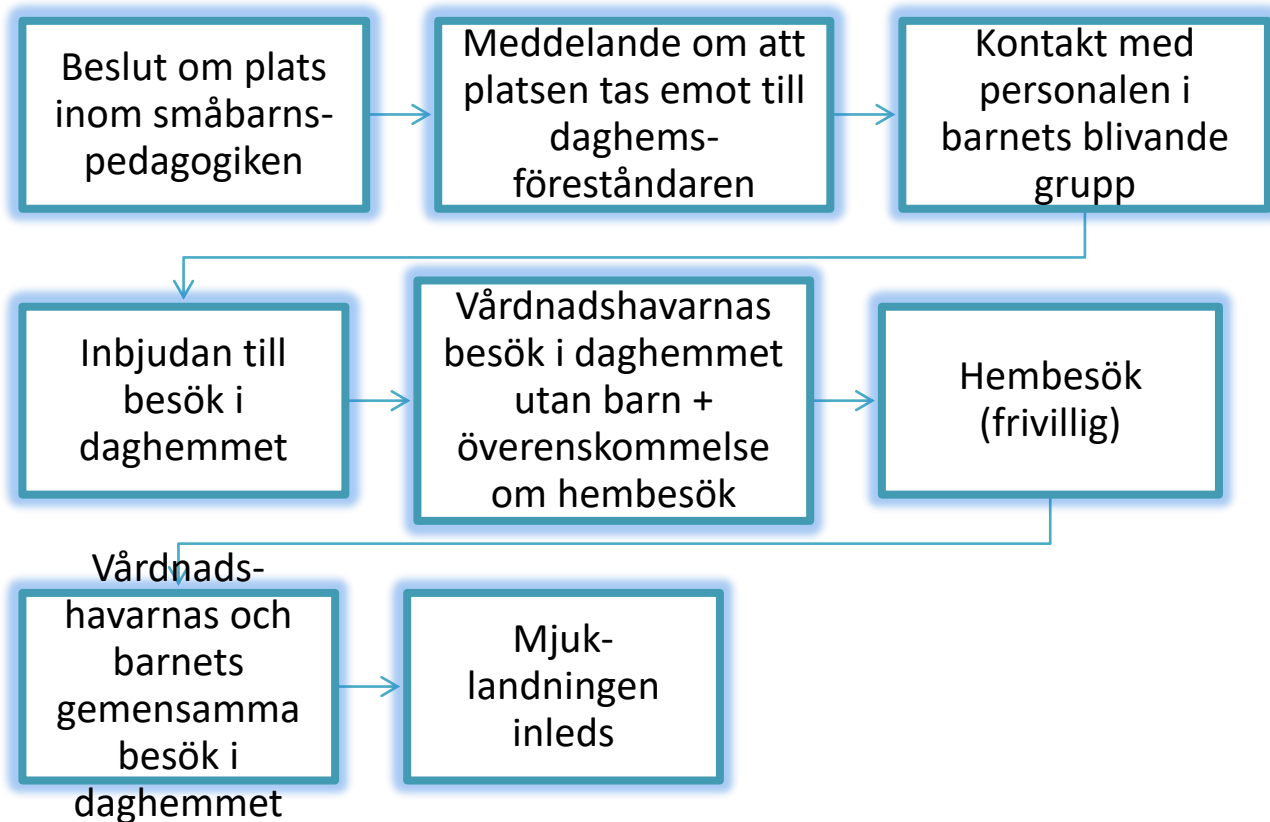 Beslut om plats
inom småbarns-
pedagogiken
Meddelande om att
platsen tas emot till
daghems-
föreståndaren
Kontakt med
personalen i
barnets blivande
grupp
Inbjudan till
besök i
daghemmet
Vårdnadshavarnas
besök i daghemmet
utan barn +
överenskommelse
om hembesök
Hembesök
(frivillig)
Vårdnads-
havarnas och
barnets
gemensamma
besök i
daghemmet
Mjuk-
landningen
inleds